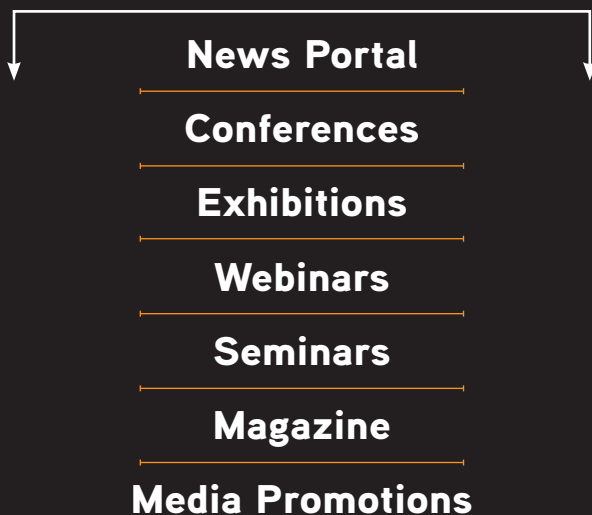 News Portal
Conferences
Exhibitions
Webinars
Seminars
Magazine
Media Promotions